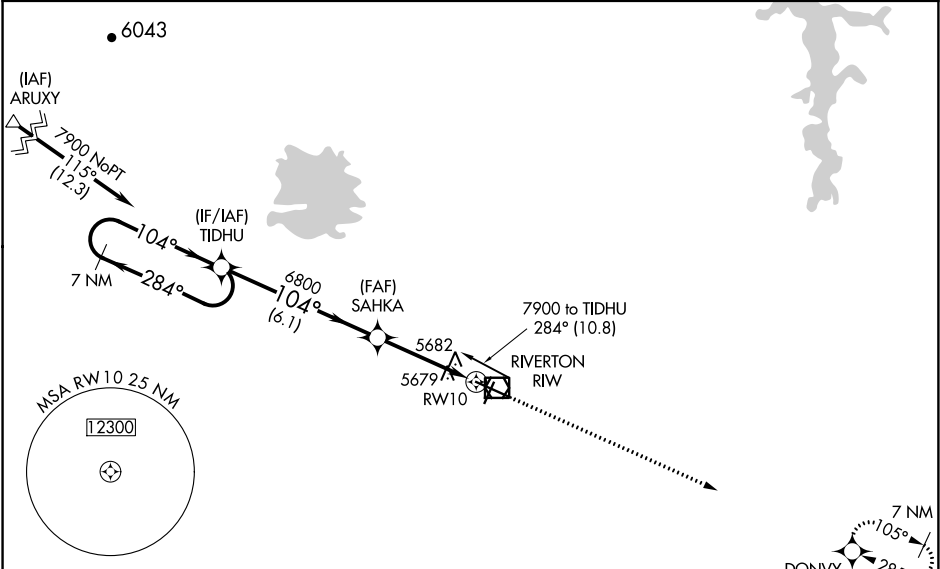 6043
(IAF)
ARUXY
7900 NoPT
115°
(12.3)
(IF/IAF)
TIDHU
104°
7 NM
284°
6800
104°
(6.1)
(FAF)
SAHKA
7900 to TIDHU
284° (10.8)
5682
5679
RW10
RIVERTON
RIW
MSA RW10 25 NM
12300
7 NM
105°